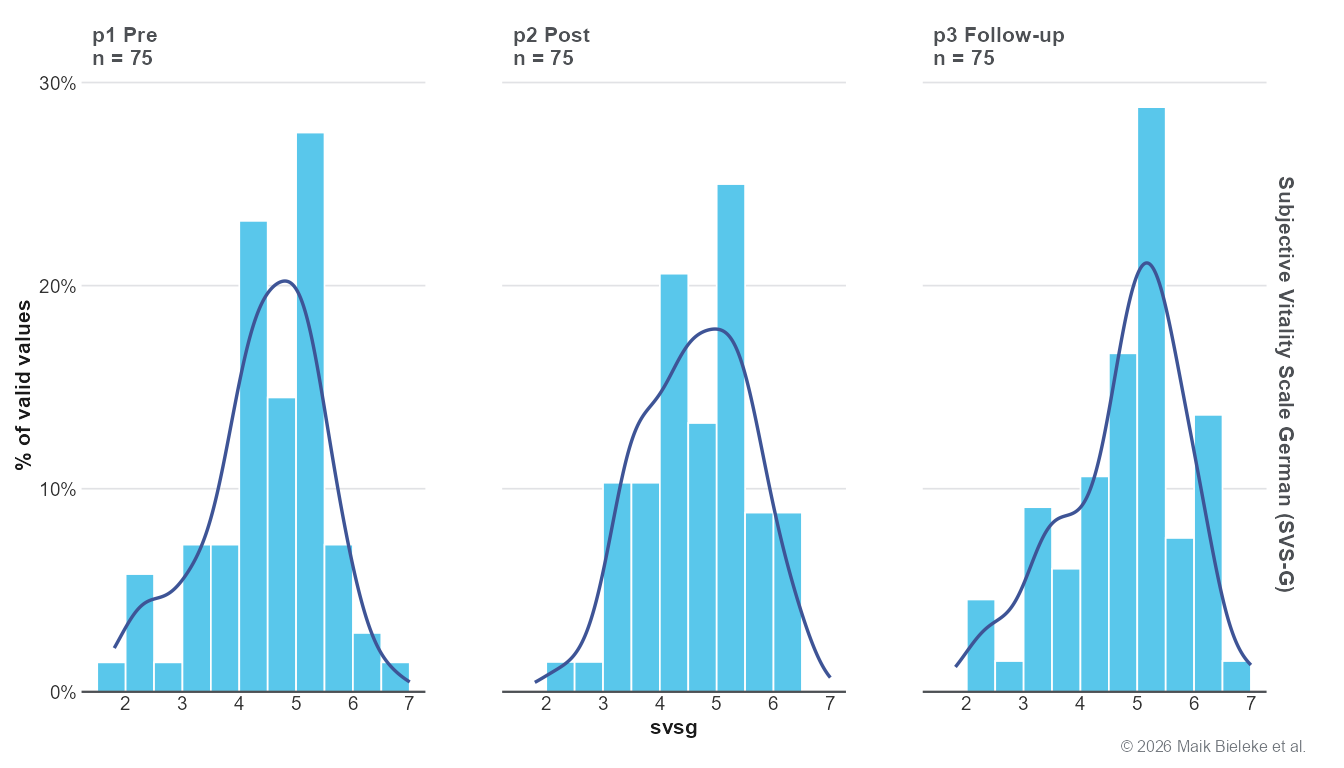 p1 Pre
n = 75
p2 Post
n = 75
p3 Follow-up
n = 75
30%
20%
10%
0%
% of valid values
2 3 4 5 6 7
2 3 4 5 6 7
2 3 4 5 6 7
svsg
Subjective Vitality Scale German (SVS-G)
© 2026 Maik Bieleke et al.